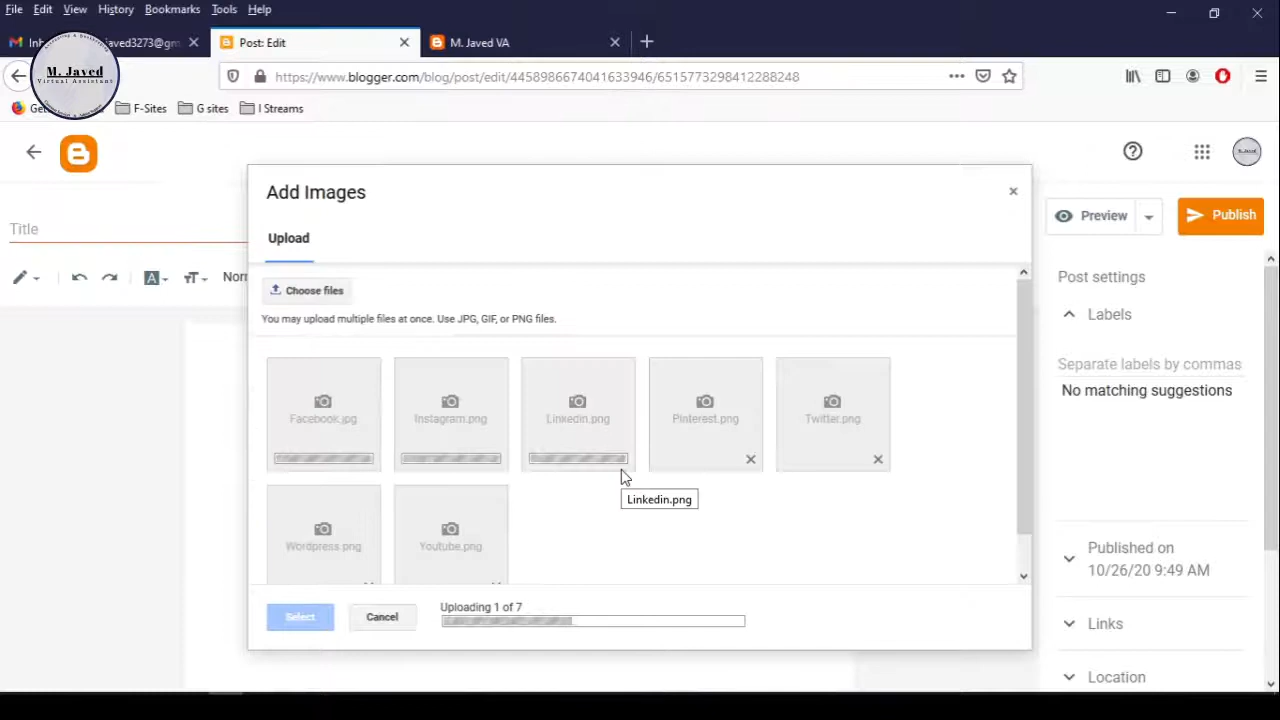 File Edit View History Bookmarks Tools Help
javed3273@gm
Post: Edit
M. Javed VA
M. Javed
Virtual Assistant
https://www.blogger.com/blog/post/edit/4458986674041633946/6515773298412288248
F-Sites
G sites
I Streams
Add Images
Preview
Publish
Title
Upload
Choose files
You may upload multiple files at once. Use JPG, GIF, or PNG files.
Post settings
Labels
Separate labels by commas
No matching suggestions
Facebook.jpg
Instagram.png
Linkedin.png
Pinterest.png
Twitter.png
Linkedin.png
Wordpress.png
Youtube.png
Published on
10/26/20 9:49 AM
Select
Cancel
Uploading 1 of 7
Links
Location